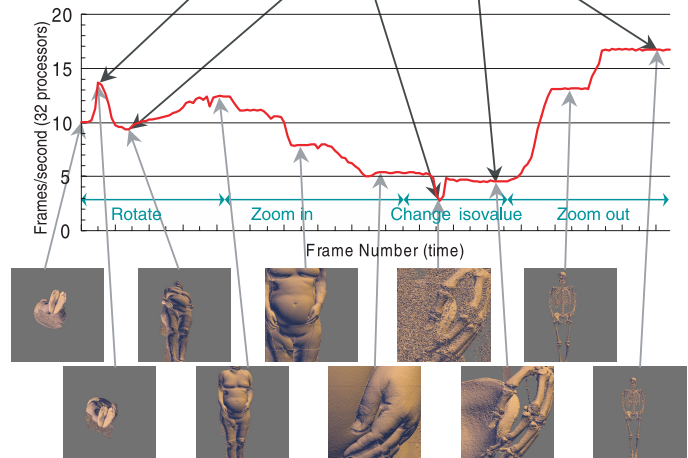 20
15
10
5
0
Frames/second (32 processors)
Rotate
Zoom in
Change isovalue
Zoom out
Frame Number (time)